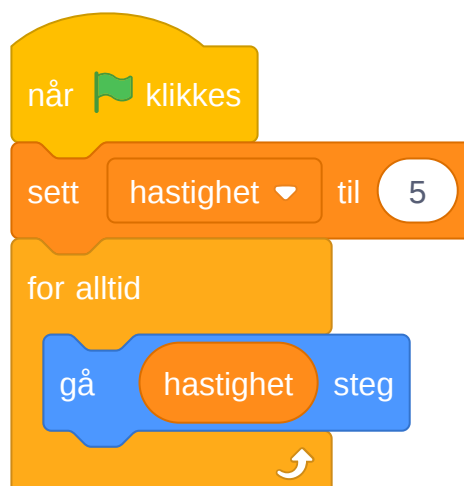 når klikkes
sett hastighet til 5
for alltid
gå hastighet steg